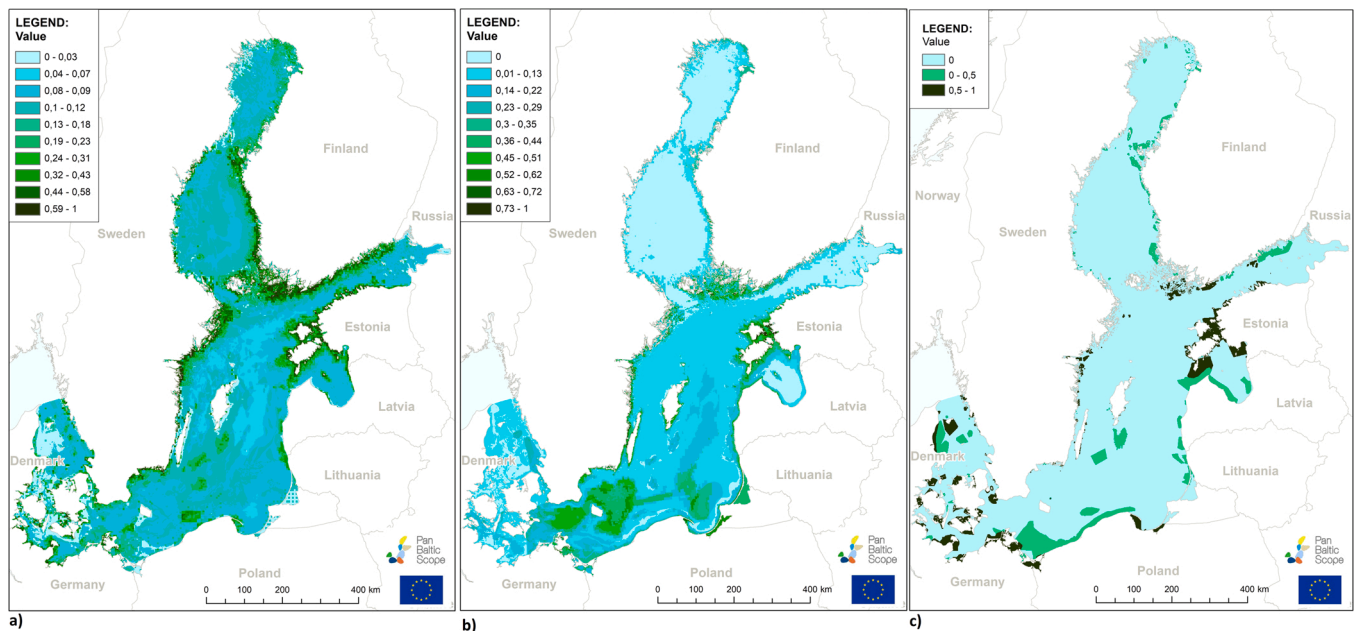 LEGEND:
Value
0 - 0,03
0,04 - 0,07
0,08 - 0,09
0,1 - 0,12
0,13 - 0,18
0,19 - 0,23
0,24 - 0,31
0,32 - 0,43
0,44 - 0,58
0,59 - 1
Finland
Russia
Sweden
Estonia
Latvia
Denmark
Lithuania
Germany
Poland
Pan
Baltic
Scope
0 200 400 km
a)
LEGEND:
Value
0
0,01 - 0,13
0,14 - 0,22
0,23 - 0,29
0,3 - 0,35
0,36 - 0,44
0,45 - 0,51
0,52 - 0,62
0,63 - 0,72
0,73 - 1
Finland
Russia
Sweden
Estonia
Latvia
Denmark
Lithuania
Germany
Poland
Pan
Baltic
Scope
0 200 400 km
b)
LEGEND:
Value
0
0 - 0,5
0,5 - 1
Finland
Norway
Russia
Sweden
Estonia
Latvia
Denmark
Lithuania
Germany
Poland
Pan
Baltic
Scope
0 200 400 km
c)